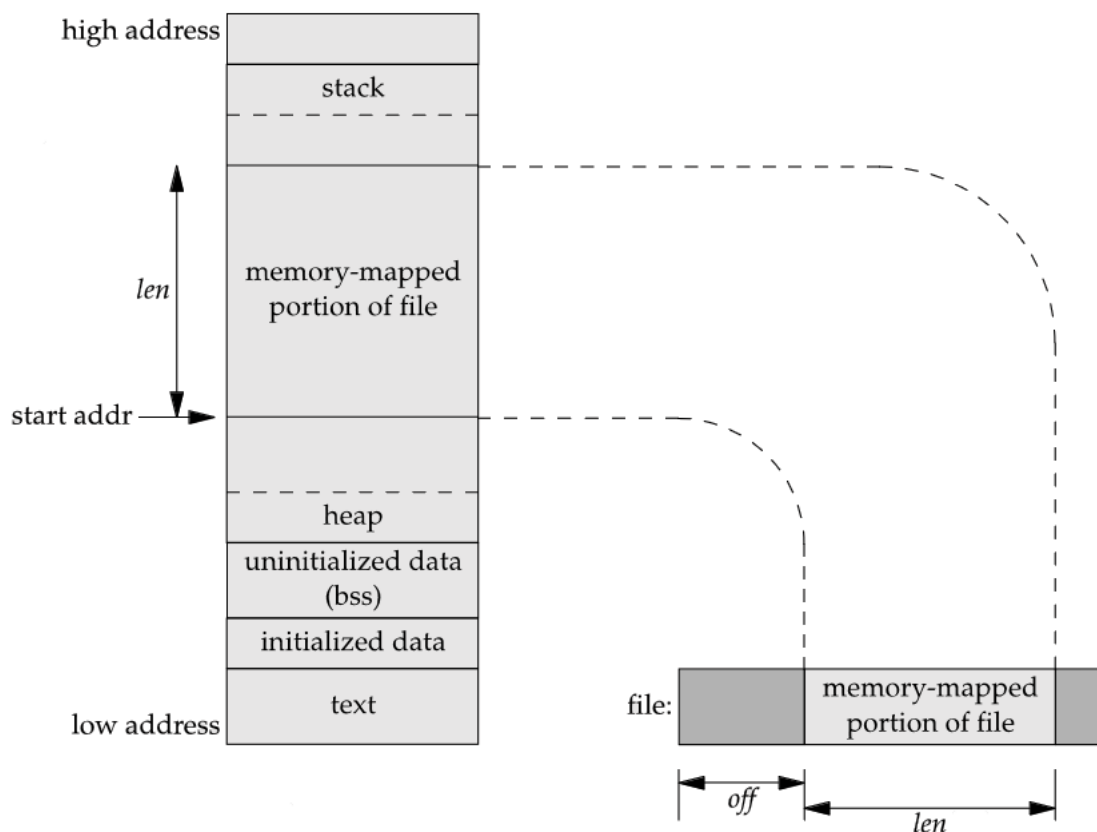 high address
stack
memory-mapped
portion of file
len
start addr
heap
uninitialized data
(bss)
initialized data
text
low address
file:
memory-mapped
portion of file
off
len